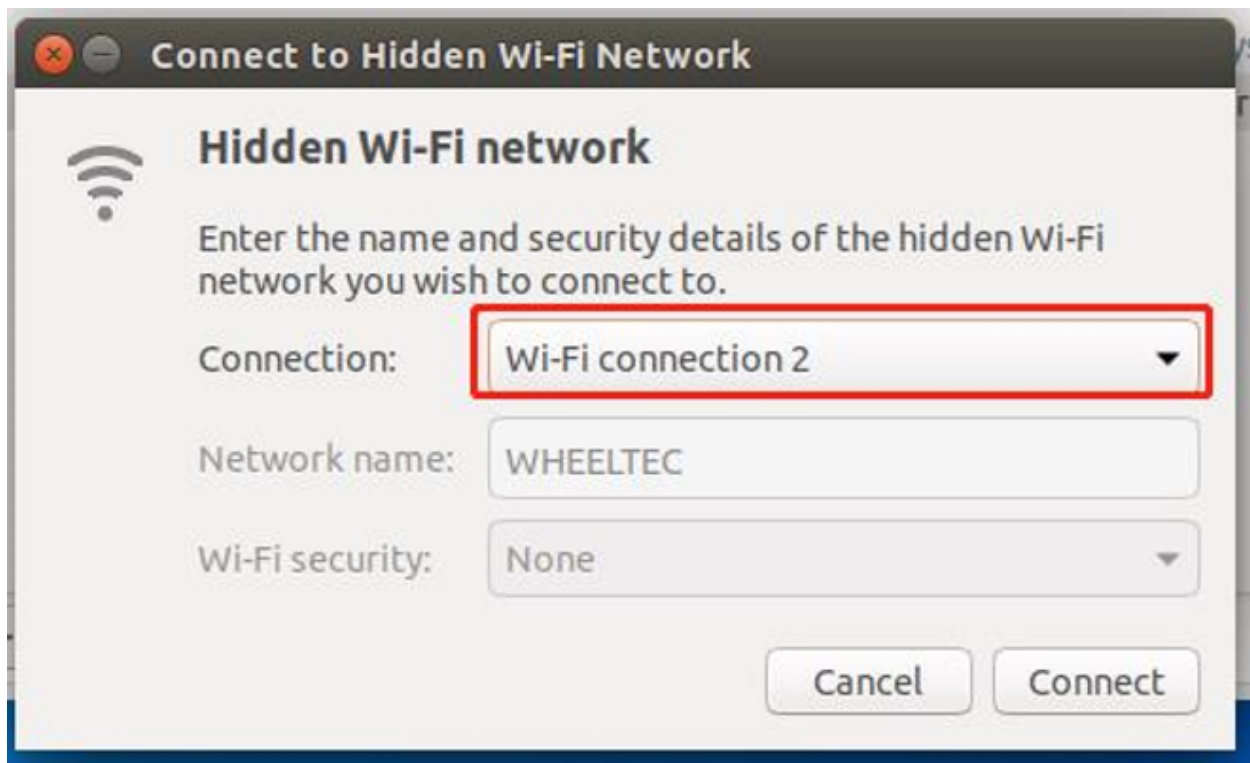 Connect to Hidden Wi-Fi Network
Hidden Wi-Fi network
Enter the name and security details of the hidden Wi-Fi
network you wish to connect to.
Connection: Wi-Fi connection 2
Network name: WHEELTEC
Wi-Fi security: None
Cancel Connect